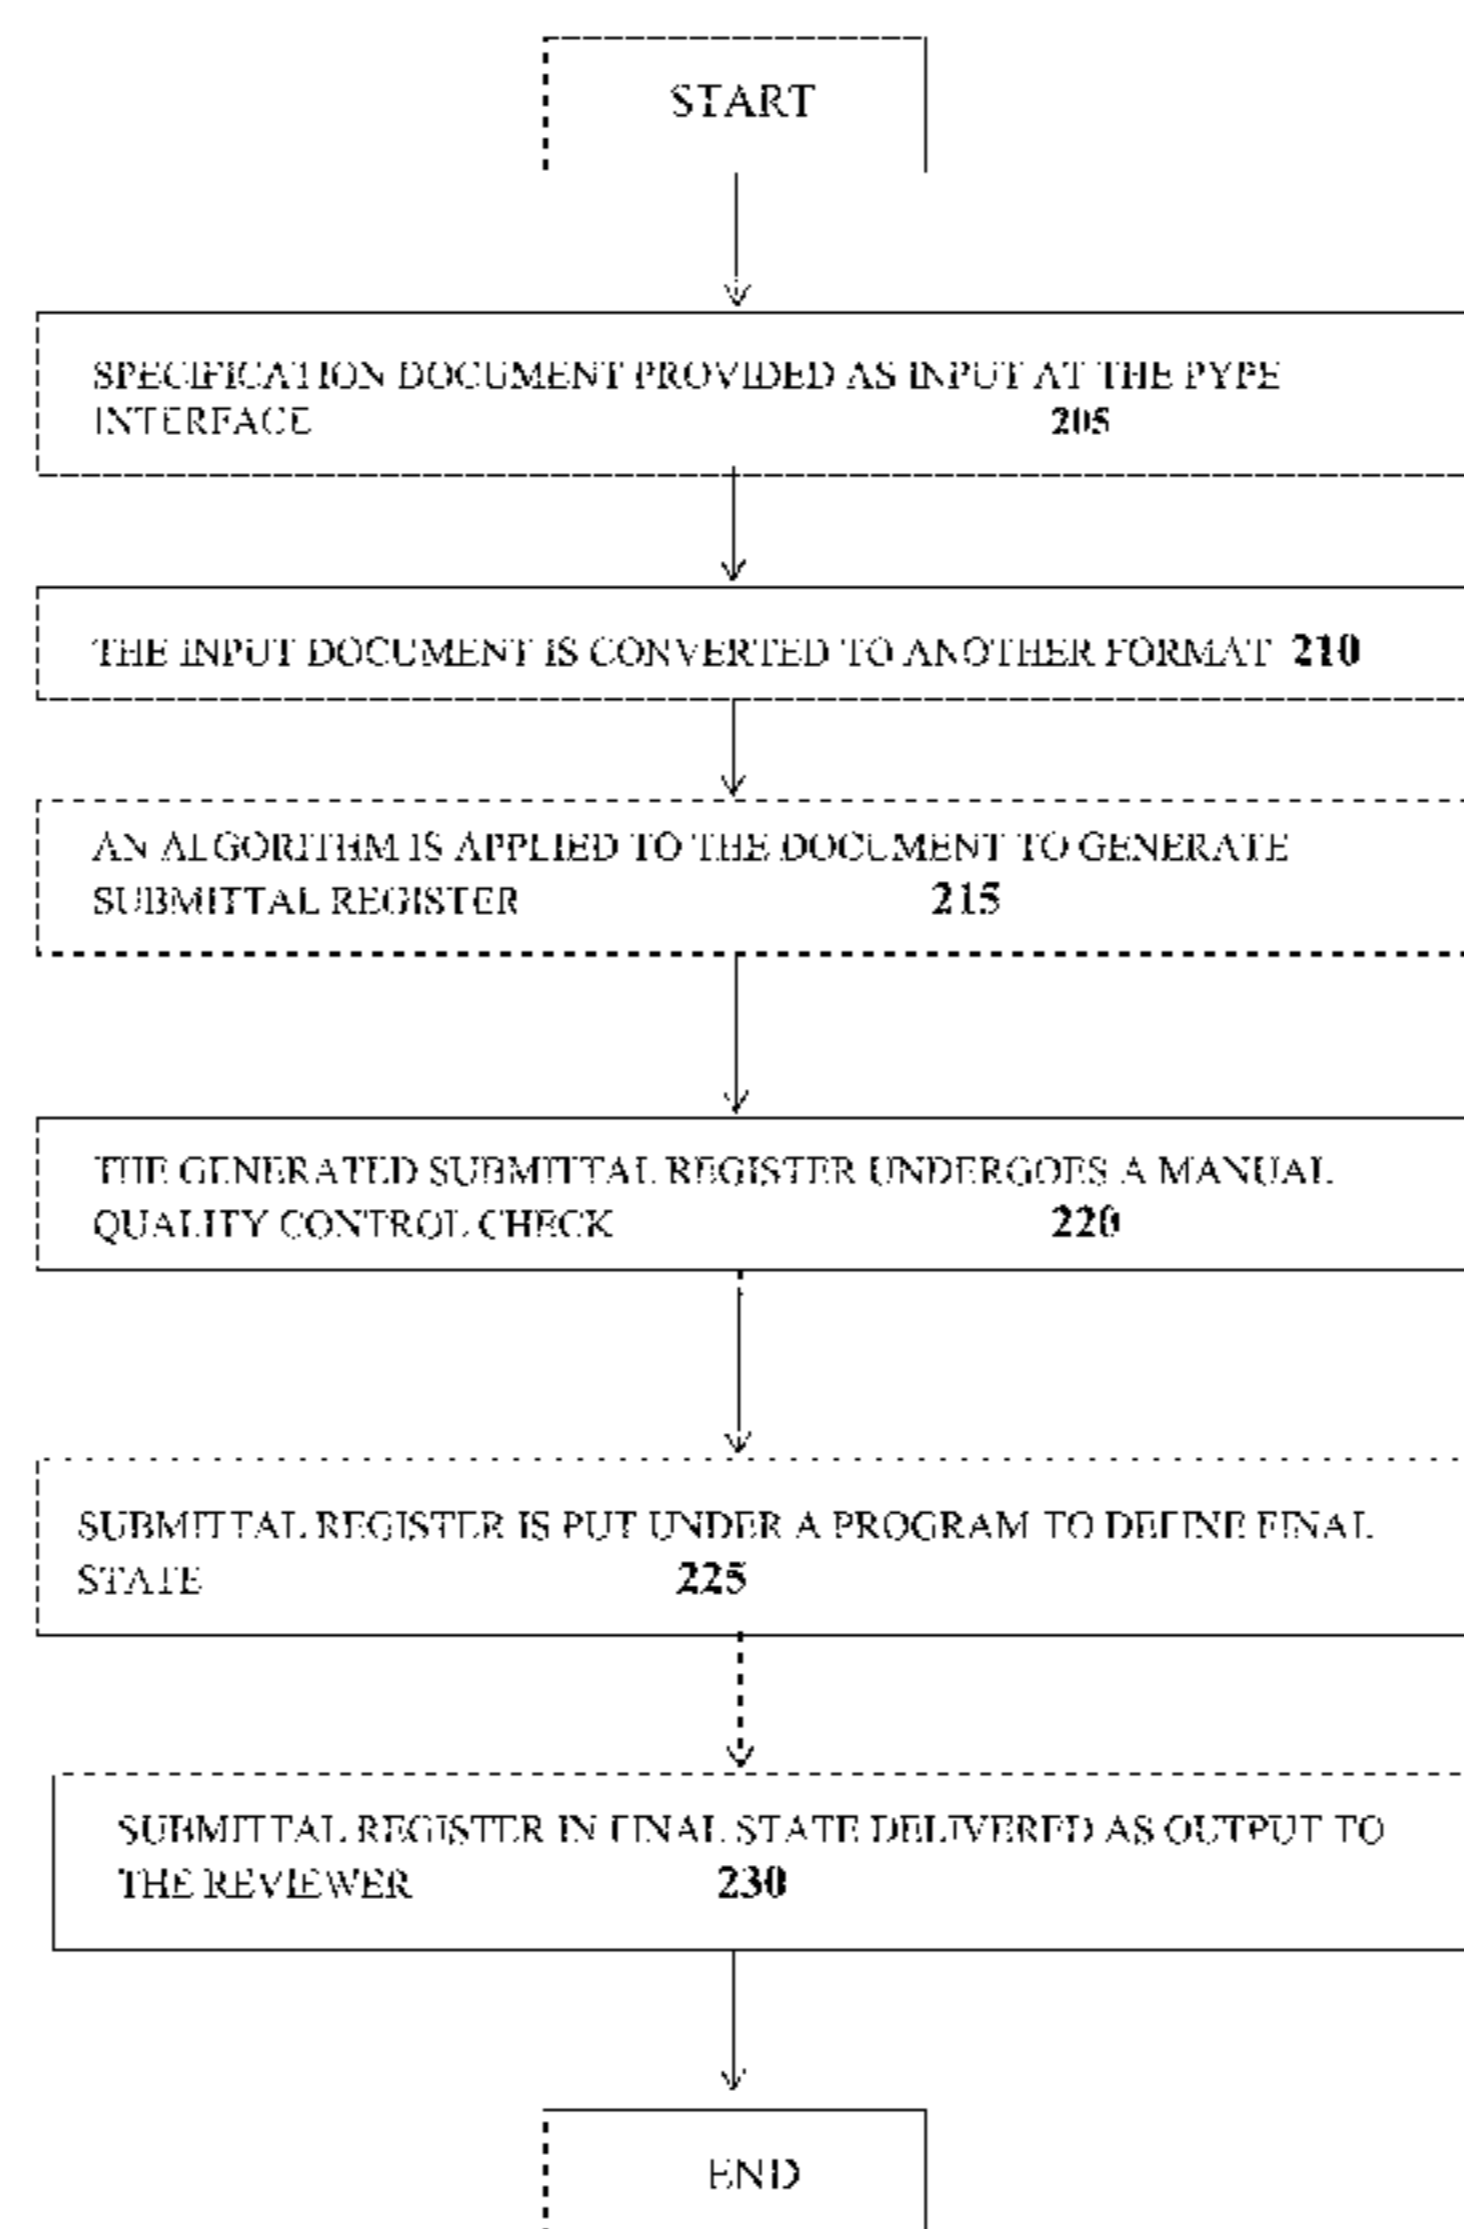 START
SPECIFICATION DOCUMENT PROVIDED AS INPUT AT THE PYPE
INTERFACE 205
THE INPUT DOCUMENT IS CONVERTED TO ANOTHER FORMAT 210
AN ALGORITHM IS APPLIED TO THE DOCUMENT TO GENERATE
SUBMITTAL REGISTER 215
THE GENERATED SUBMITTAL REGISTER UNDERGOES A MANUAL
QUALITY CONTROL CHECK 220
SUBMITTAL REGISTER IS PUT UNDER A PROGRAM TO DEFINE FINAL
STATE 225
SUBMITTAL REGISTER IN FINAL STATE DELIVERED AS OUTPUT TO
THE REVIEWER 230
END